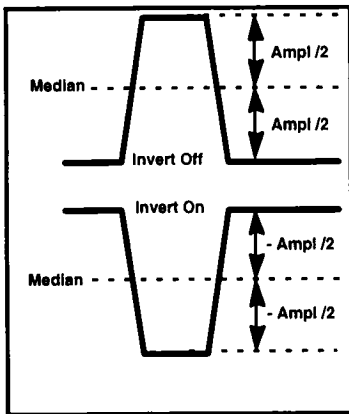 Ampl /2
Median
Ampl /2
Invert Off
Invert On
- Ampl /2
Median
- Ampl /2